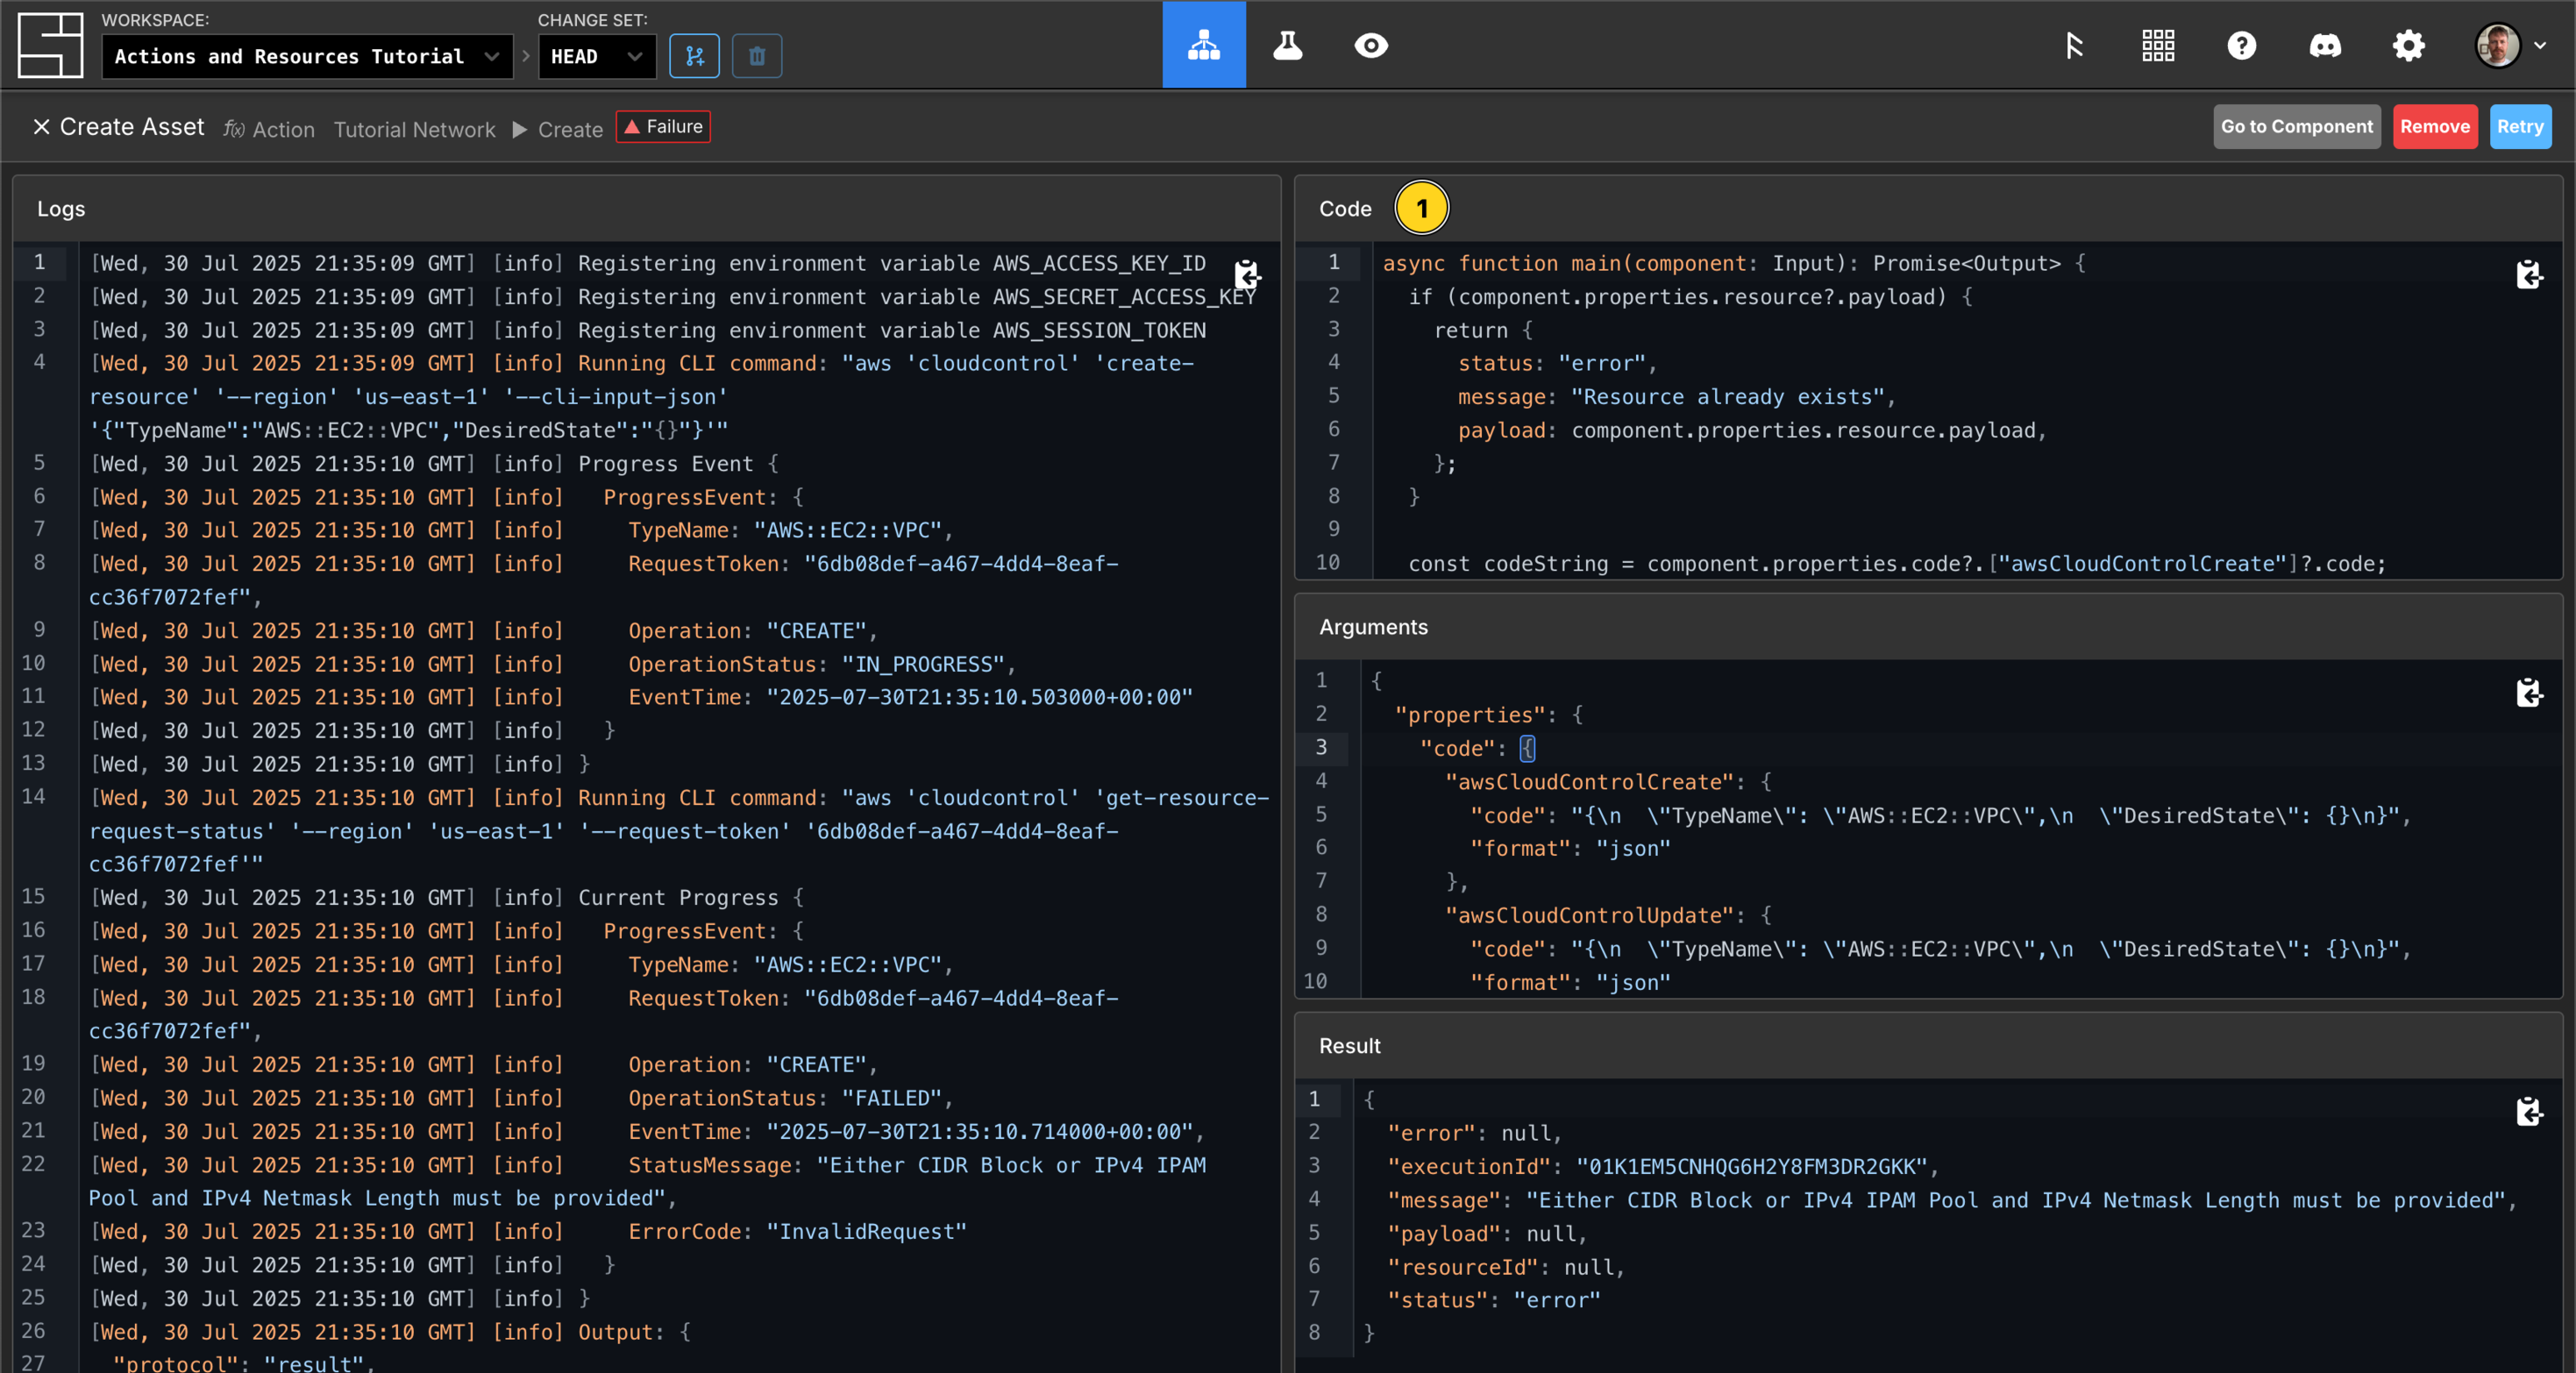 WORKSPACE:
Actions and Resources Tutorial
CHANGE SET:
HEAD
Create Asset f(x) Action Tutorial Network Create Failure
Go to Component Remove Retry
Logs
1 [Wed, 30 Jul 2025 21:35:09 GMT] [info] Registering environment variable AWS_ACCESS_KEY_ID
2 [Wed, 30 Jul 2025 21:35:09 GMT] [info] Registering environment variable AWS_SECRET_ACCESS_KEY
3 [Wed, 30 Jul 2025 21:35:09 GMT] [info] Registering environment variable AWS_SESSION_TOKEN
4 [Wed, 30 Jul 2025 21:35:09 GMT] [info] Running CLI command: "aws 'cloudcontrol' 'create-
resource' '--region' 'us-east-1' '--cli-input-json'
'{"TypeName":"AWS::EC2::VPC","DesiredState":"{}"}'"
5 [Wed, 30 Jul 2025 21:35:10 GMT] [info] Progress Event {
6 [Wed, 30 Jul 2025 21:35:10 GMT] [info]   ProgressEvent: {
7 [Wed, 30 Jul 2025 21:35:10 GMT] [info]     TypeName: "AWS::EC2::VPC",
8 [Wed, 30 Jul 2025 21:35:10 GMT] [info]     RequestToken: "6db08def-a467-4dd4-8eaf-
cc36f7072fef",
9 [Wed, 30 Jul 2025 21:35:10 GMT] [info]     Operation: "CREATE",
10 [Wed, 30 Jul 2025 21:35:10 GMT] [info]     OperationStatus: "IN_PROGRESS",
11 [Wed, 30 Jul 2025 21:35:10 GMT] [info]     EventTime: "2025-07-30T21:35:10.503000+00:00"
12 [Wed, 30 Jul 2025 21:35:10 GMT] [info]   }
13 [Wed, 30 Jul 2025 21:35:10 GMT] [info] }
14 [Wed, 30 Jul 2025 21:35:10 GMT] [info] Running CLI command: "aws 'cloudcontrol' 'get-resource-
request-status' '--region' 'us-east-1' '--request-token' '6db08def-a467-4dd4-8eaf-
cc36f7072fef'"
15 [Wed, 30 Jul 2025 21:35:10 GMT] [info] Current Progress {
16 [Wed, 30 Jul 2025 21:35:10 GMT] [info]   ProgressEvent: {
17 [Wed, 30 Jul 2025 21:35:10 GMT] [info]     TypeName: "AWS::EC2::VPC",
18 [Wed, 30 Jul 2025 21:35:10 GMT] [info]     RequestToken: "6db08def-a467-4dd4-8eaf-
cc36f7072fef",
19 [Wed, 30 Jul 2025 21:35:10 GMT] [info]     Operation: "CREATE",
20 [Wed, 30 Jul 2025 21:35:10 GMT] [info]     OperationStatus: "FAILED",
21 [Wed, 30 Jul 2025 21:35:10 GMT] [info]     EventTime: "2025-07-30T21:35:10.714000+00:00",
22 [Wed, 30 Jul 2025 21:35:10 GMT] [info]     StatusMessage: "Either CIDR Block or IPv4 IPAM
Pool and IPv4 Netmask Length must be provided",
23 [Wed, 30 Jul 2025 21:35:10 GMT] [info]     ErrorCode: "InvalidRequest"
24 [Wed, 30 Jul 2025 21:35:10 GMT] [info]   }
25 [Wed, 30 Jul 2025 21:35:10 GMT] [info] }
26 [Wed, 30 Jul 2025 21:35:10 GMT] [info] Output: {
27   "protocol": "result",
Code 1
1 async function main(component: Input): Promise<Output> {
2   if (component.properties.resource?.payload) {
3     return {
4       status: "error",
5       message: "Resource already exists",
6       payload: component.properties.resource.payload,
7     };
8   }
9
10   const codeString = component.properties.code?.["awsCloudControlCreate"]?.code;
Arguments
1 {
2   "properties": {
3     "code": {
4       "awsCloudControlCreate": {
5         "code": "{\n  \"TypeName\": \"AWS::EC2::VPC\",\n  \"DesiredState\": {}\n}",
6         "format": "json"
7       },
8       "awsCloudControlUpdate": {
9         "code": "{\n  \"TypeName\": \"AWS::EC2::VPC\",\n  \"DesiredState\": {}\n}",
10         "format": "json"
Result
1 {
2   "error": null,
3   "executionId": "01K1EM5CNHQG6H2Y8FM3DR2GKK",
4   "message": "Either CIDR Block or IPv4 IPAM Pool and IPv4 Netmask Length must be provided",
5   "payload": null,
6   "resourceId": null,
7   "status": "error"
8 }